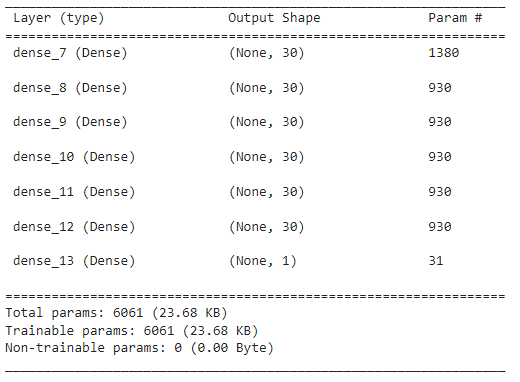 Layer (type) Output Shape Param #
=================================================================
dense_7 (Dense) (None, 30) 1380
dense_8 (Dense) (None, 30) 930
dense_9 (Dense) (None, 30) 930
dense_10 (Dense) (None, 30) 930
dense_11 (Dense) (None, 30) 930
dense_12 (Dense) (None, 30) 930
dense_13 (Dense) (None, 1) 31
=================================================================
Total params: 6061 (23.68 KB)
Trainable params: 6061 (23.68 KB)
Non-trainable params: 0 (0.00 Byte)